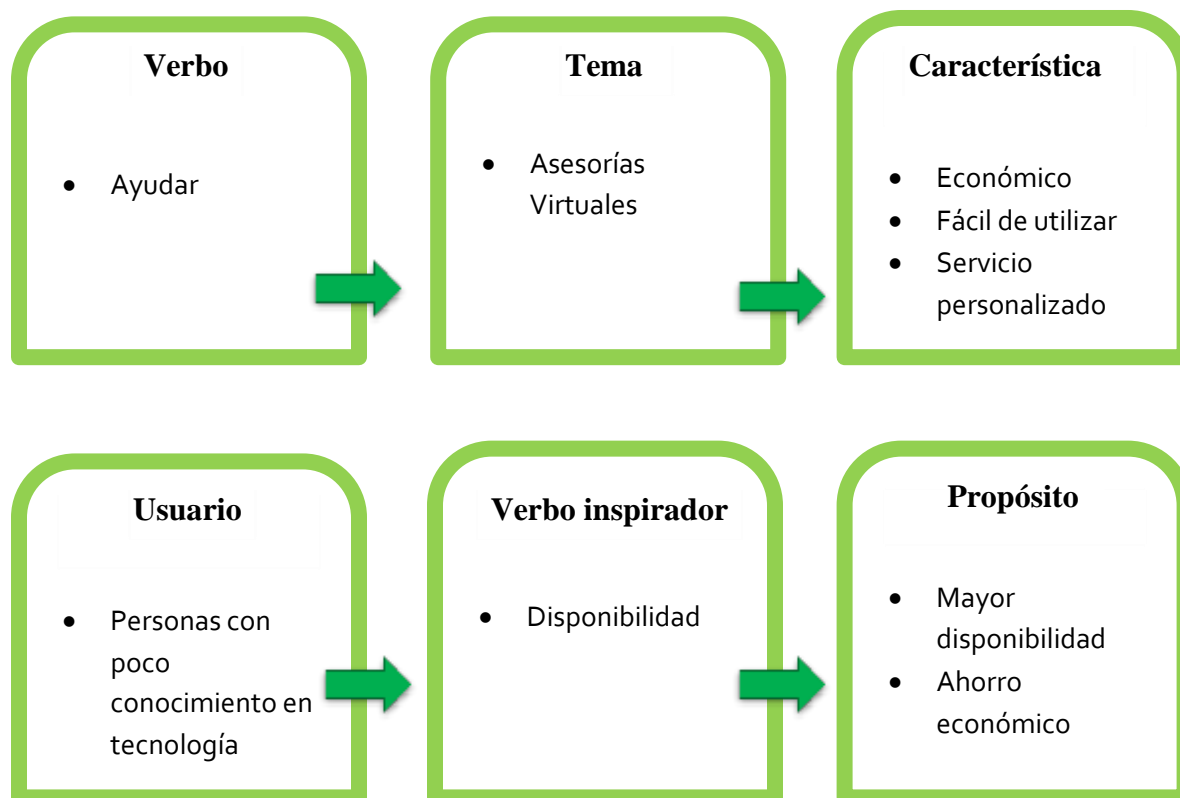 Verbo
• Ayudar
Tema
• Asesorías
Virtuales
Característica
• Económico
• Fácil de utilizar
• Servicio
personalizado
Usuario
• Personas con
poco
conocimiento en
tecnología
Verbo inspirador
• Disponibilidad
Propósito
• Mayor
disponibilidad
• Ahorro
económico